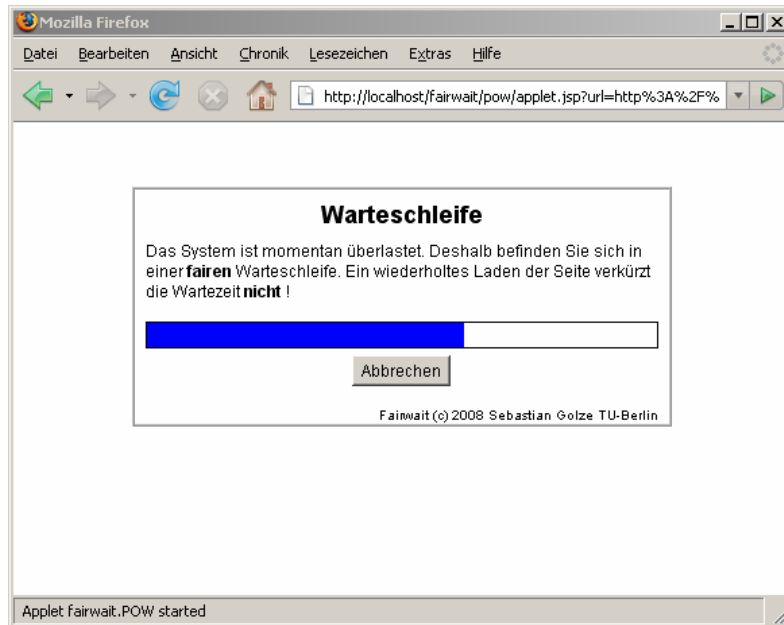 Mozilla Firefox
Datei Bearbeiten Ansicht Chronik Lesezeichen Extras Hilfe
http://localhost/fairwait/pow/applet.jsp?url=http%3A%2F%
Warteschleife
Das System ist momentan überlastet. Deshalb befinden Sie sich in
einer fairen Warteschleife. Ein wiederholtes Laden der Seite verkürzt
die Wartezeit nicht !
Abbrechen
Fairwait (c) 2008 Sebastian Golze TU-Berlin
Applet fairwait.POW started